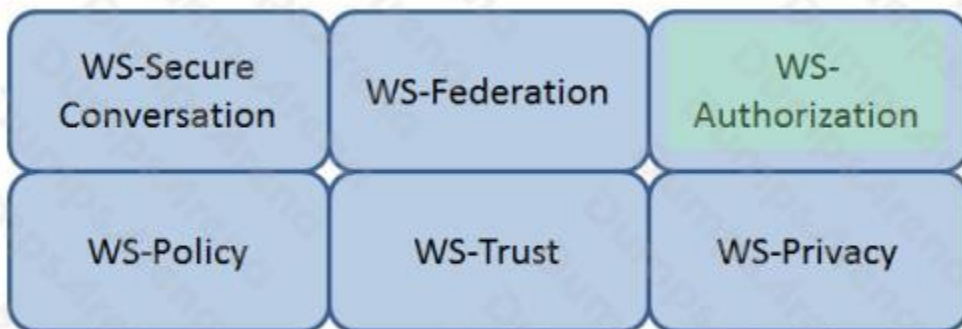 WS-Secure
Conversation
WS-Federation
WS-
Authorization
WS-Policy
WS-Trust
WS-Privacy